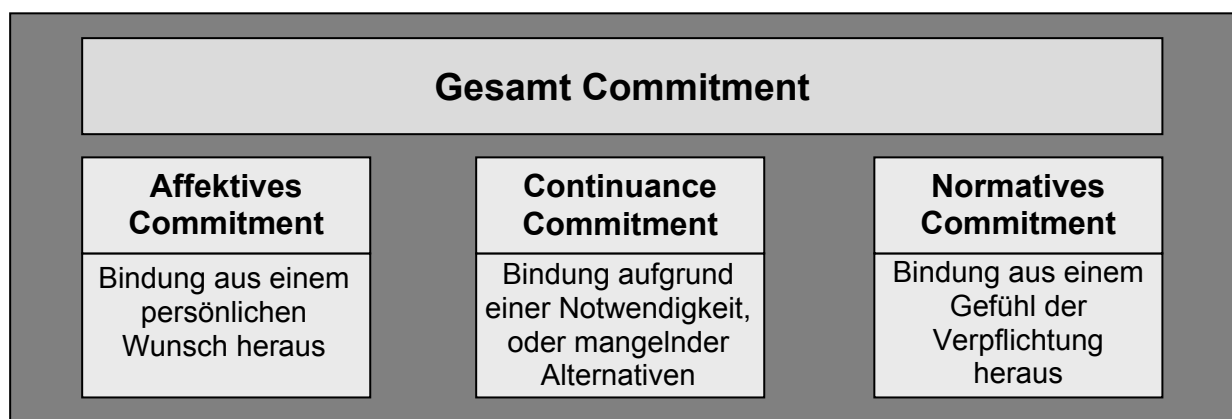 Gesamt Commitment
Affektives
Commitment
Bindung aus einem
persönlichen
Wunsch heraus
Continuance
Commitment
Bindung aufgrund
einer Notwendigkeit,
oder mangelnder
Alternativen
Normatives
Commitment
Bindung aus einem
Gefühl der
Verpflichtung
heraus